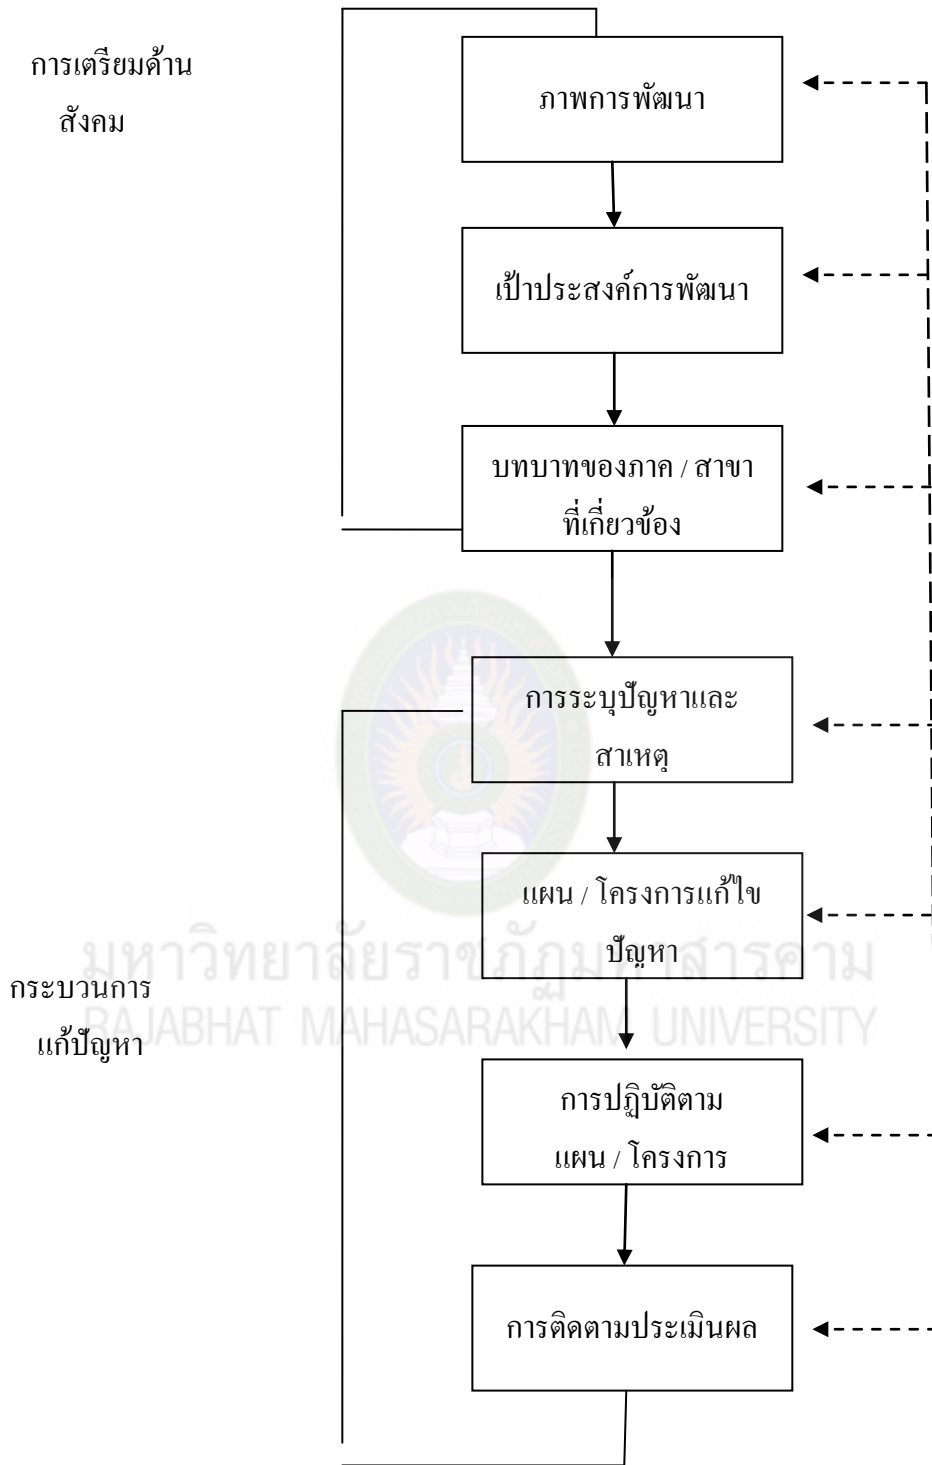 การเตรียมด้าน
สังคม
ภาพการพัฒนา
เป้าประสงค์การพัฒนา
บทบาทของภาค / สาขา
ที่เกี่ยวข้อง
การระบุปัญหาและ
สาเหตุ
แผน / โครงการแก้ไข
ปัญหา
มหาวิทยาลัยราชภัฏมหาสารคาม
RAJABHAT MAHASARAKHAM UNIVERSITY
กระบวนการ
แก้ปัญหา
การปฏิบัติตาม
แผน / โครงการ
การติดตามประเมินผล